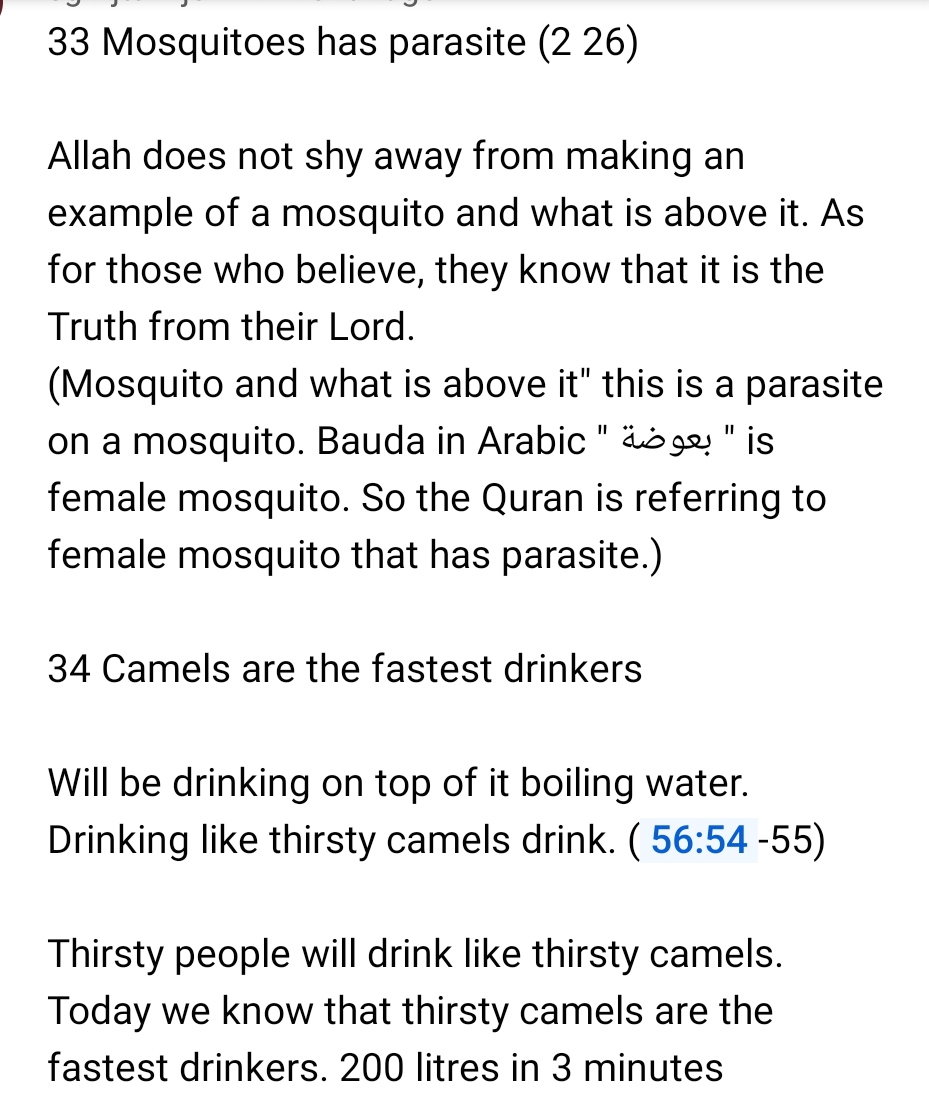 33 Mosquitoes has parasite (2 26)
Allah does not shy away from making an
example of a mosquito and what is above it. As
for those who believe, they know that it is the
Truth from their Lord.
(Mosquito and what is above it" this is a parasite
on a mosquito. Bauda in Arabic " بعوضة " is
female mosquito. So the Quran is referring to
female mosquito that has parasite.)
34 Camels are the fastest drinkers
Will be drinking on top of it boiling water.
Drinking like thirsty camels drink. ( 56:54 -55)
Thirsty people will drink like thirsty camels.
Today we know that thirsty camels are the
fastest drinkers. 200 litres in 3 minutes